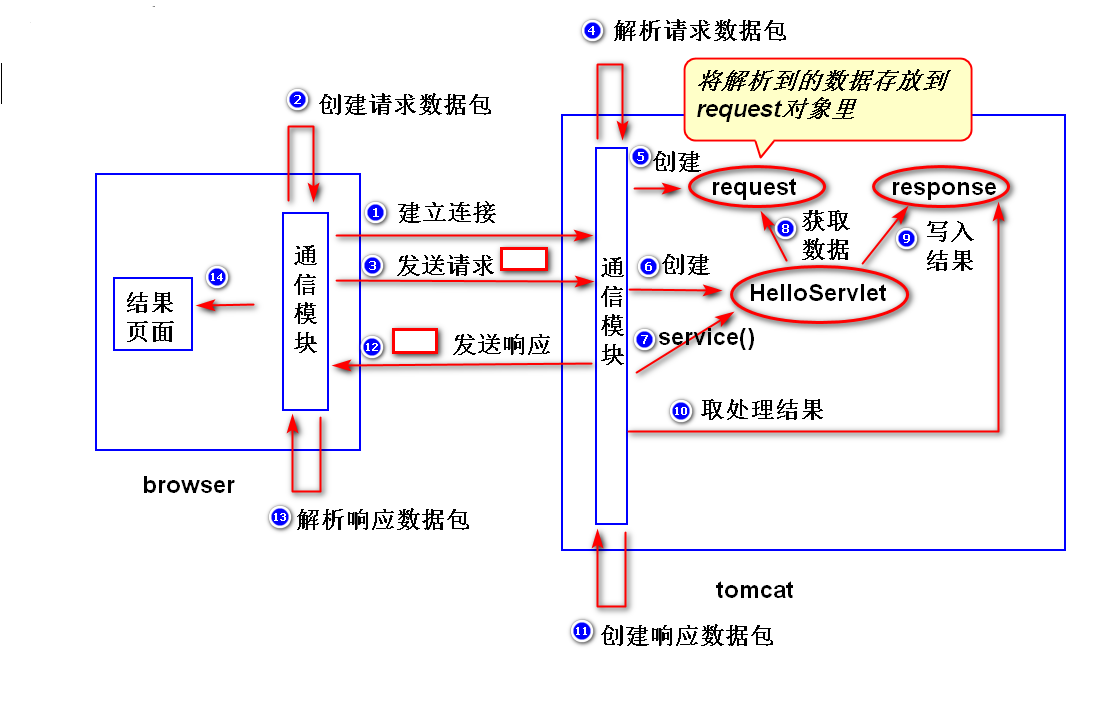 ④ 解析请求数据包
将解析到的数据存放到
request对象里
② 创建请求数据包
⑤ 创建
request
response
① 建立连接
⑧ 获取
数据
⑨ 写入
结果
通
信
模
块
③ 发送请求
通
信
模
块
⑥ 创建
HelloServlet
⑭
结果
页面
⑫ 发送响应
⑦ service()
⑩ 取处理结果
browser
⑬ 解析响应数据包
tomcat
⑪ 创建响应数据包